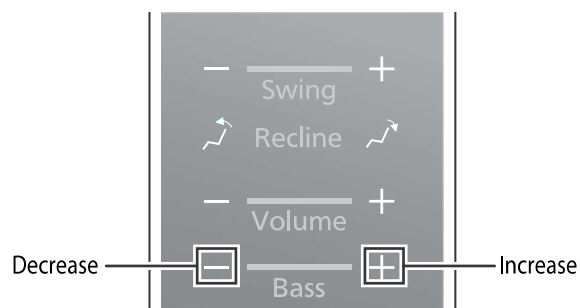 − Swing +
Recline
− Volume +
Decrease − Bass + Increase